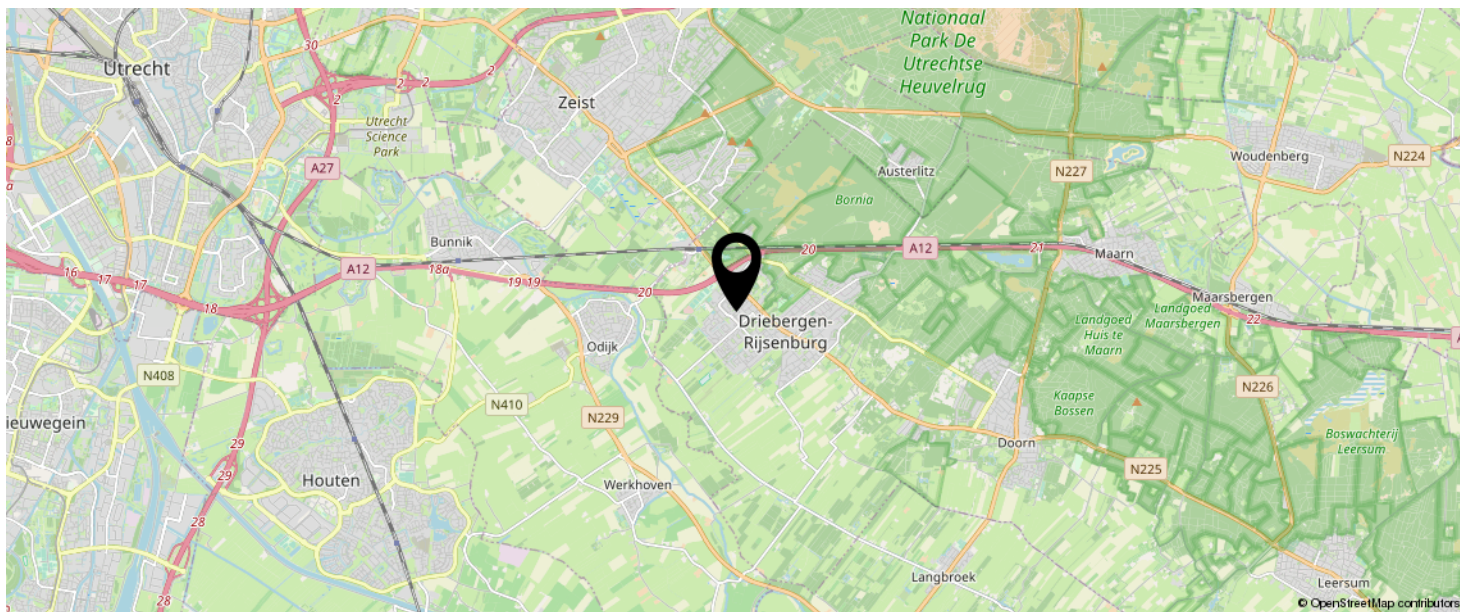 Nationaal
Park De
Utrechtse
Heuvelrug
30
Utrecht
2
2
2
Zeist
Utrecht
Science
Park
8
A27
Austerlitz
N227
Woudenberg
N224
Bornia
Bunnik
A12
18a
19 19
20
20
A12
21
Maarn
16
17
17
18
Maarsbergen
22
Landgoed
Maarsbergen
Landgoed
Huis te
Maarn
Driebergen-
Rijsenburg
Odijk
N408
N410
N229
Kaapse
Bossen
N226
ieuwegein
29
29
Doorn
Boswachterij
Leersum
N225
Houten
Werkhoven
28
28
Langbroek
Leersum
© OpenStreetMap contributors